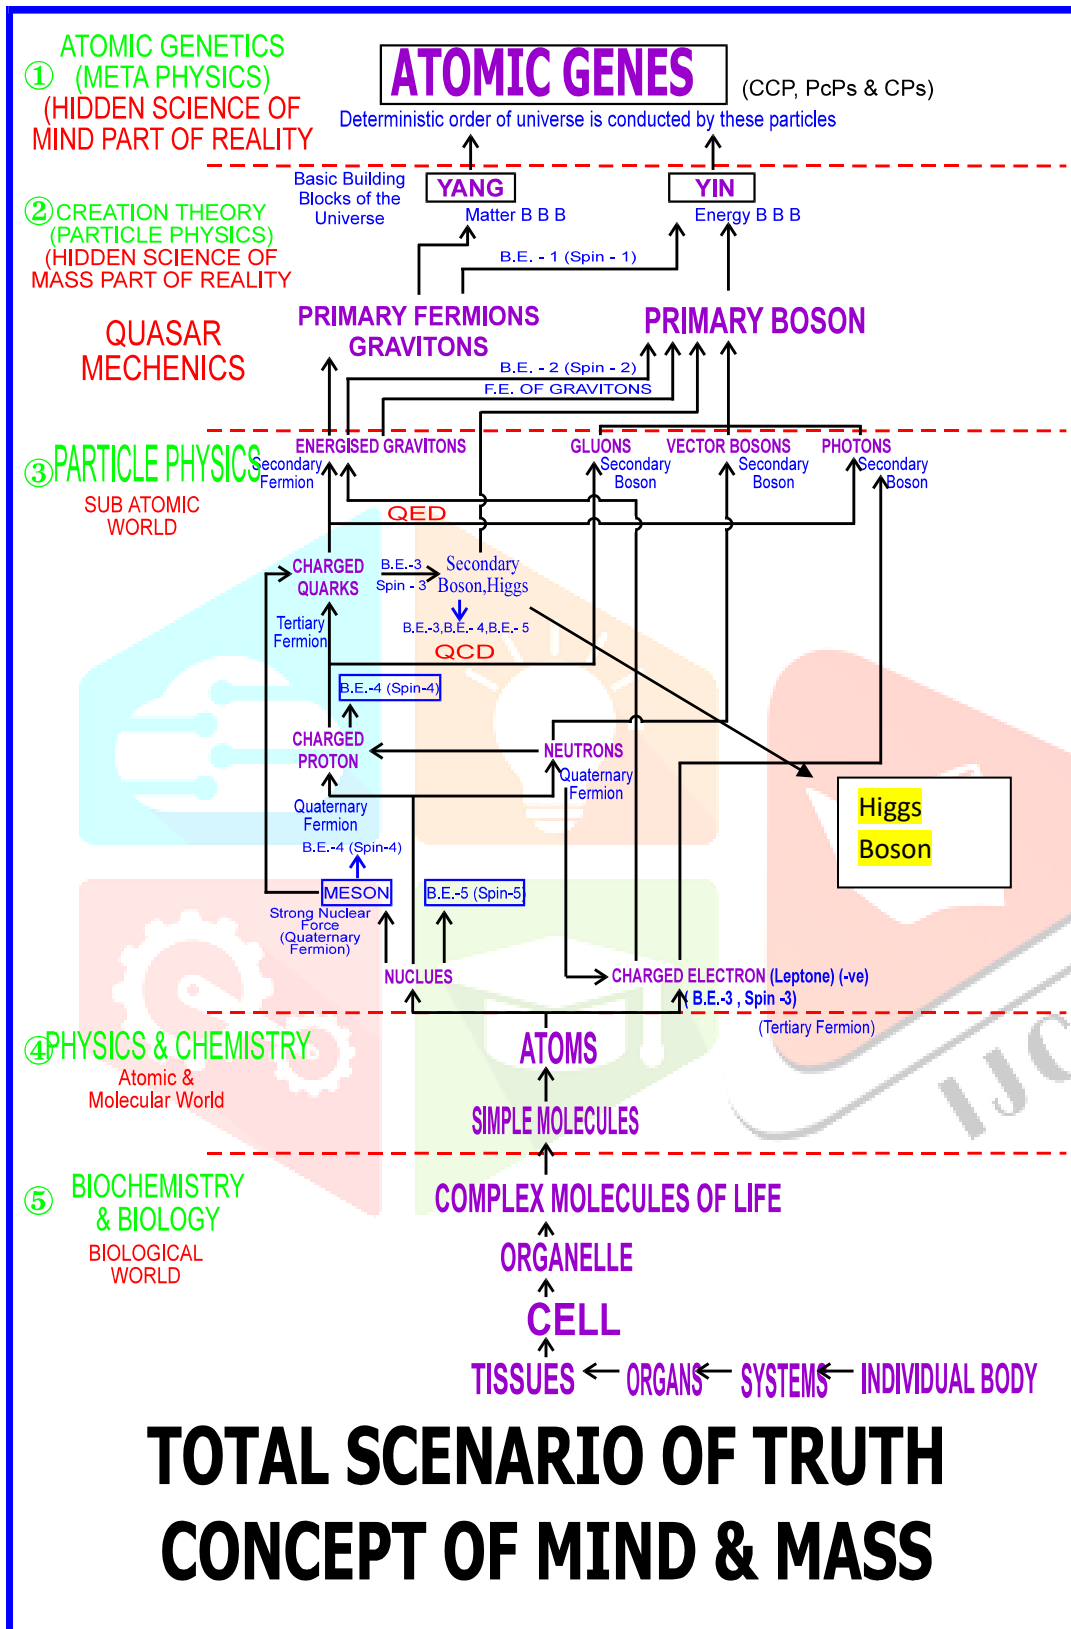 ATOMIC GENETICS
(META PHYSICS)
①
(HIDDEN SCIENCE OF
MIND PART OF REALITY
ATOMIC GENES
(CCP, PcPs & CPs)
Deterministic order of universe is conducted by these particles
Basic Building
Blocks of the
Universe
YANG
YIN
Matter B B B
Energy B B B
②
CREATION THEORY
(PARTICLE PHYSICS)
(HIDDEN SCIENCE OF
MASS PART OF REALITY
B.E. - 1 (Spin - 1)
PRIMARY FERMIONS
GRAVITONS
PRIMARY BOSON
QUASAR
MECHENICS
B.E. - 2 (Spin - 2)
F.E. OF GRAVITONS
③
PARTICLE PHYSICS
SUB ATOMIC
WORLD
ENERGISED GRAVITONS
Secondary
Fermion
GLUONS
Secondary
Boson
VECTOR BOSONS
Secondary
Boson
PHOTONS
Secondary
Boson
QED
CHARGED
QUARKS
B.E.-3
Spin - 3
Secondary
Boson,Higgs
Tertiary
Fermion
B.E.-3,B.E.- 4,B.E.- 5
QCD
B.E.-4 (Spin-4)
CHARGED
PROTON
NEUTRONS
Quaternary
Fermion
Quaternary
Fermion
Higgs
Boson
B.E.-4 (Spin-4)
MESON
B.E.-5 (Spin-5)
Strong Nuclear
Force
(Quaternary
Fermion)
NUCLUES
CHARGED ELECTRON (Leptone) (-ve)
( B.E.-3 , Spin -3)
(Tertiary Fermion)
④
PHYSICS & CHEMISTRY
Atomic &
Molecular World
ATOMS
SIMPLE MOLECULES
⑤
BIOCHEMISTRY
& BIOLOGY
BIOLOGICAL
WORLD
COMPLEX MOLECULES OF LIFE
ORGANELLE
CELL
TISSUES
ORGANS
SYSTEMS
INDIVIDUAL BODY
IJC
TOTAL SCENARIO OF TRUTH
CONCEPT OF MIND & MASS